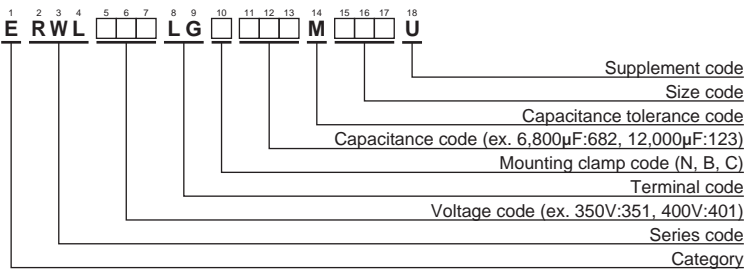 1 2 3 4 5 6 7 8 9 10 11 12 13 14 15 16 17 18
E RWL □□□ LG □ □□□ M □□□ U
Supplement code
Size code
Capacitance tolerance code
Capacitance code (ex. 6,800μF:682, 12,000μF:123)
Mounting clamp code (N, B, C)
Terminal code
Voltage code (ex. 350V:351, 400V:401)
Series code
Category